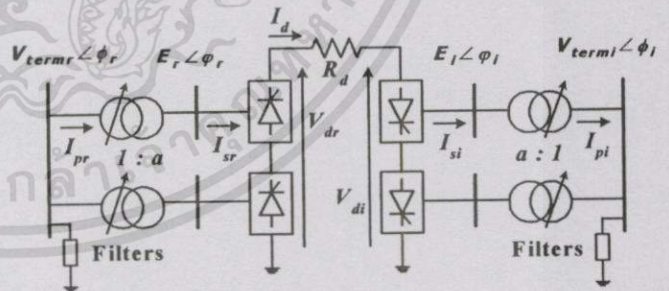 I_d
V_termr∠ϕ_r
E_r∠φ_r
R_d
E_i∠φ_i
V_termi∠ϕ_i
I_pr
1 : a
I_sr
V_dr
I_si
a : 1
I_pi
V_di
Filters
Filters